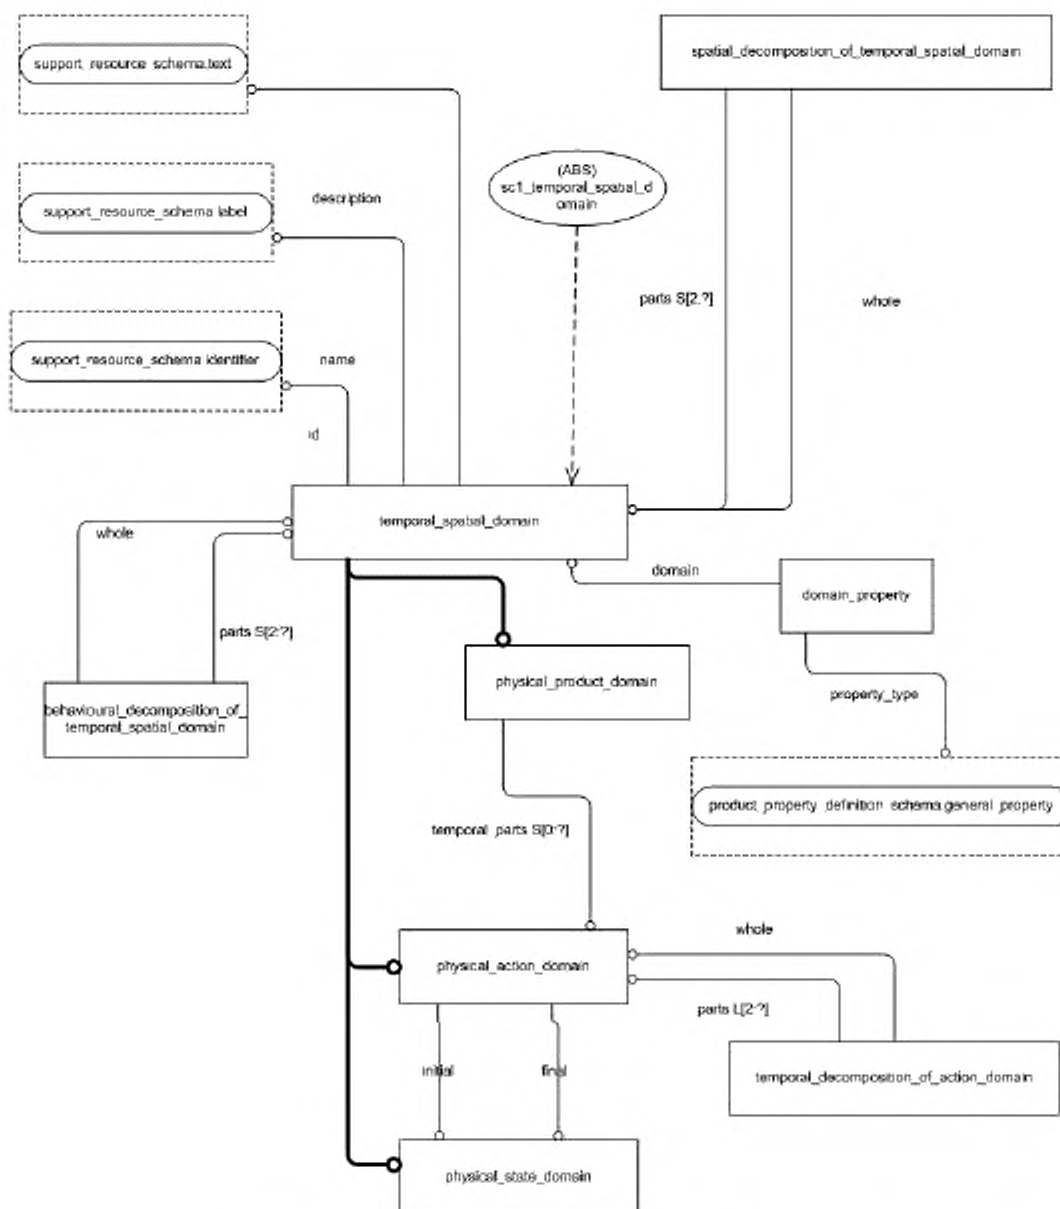 support_resource_schema.text
spatial_decomposition_of_temporal_spatial_domain
(ABS)
sc1_temporal_spatial_d
omain
description
support_resource_schema.label
parts S[2:?]
whole
support_resource_schema.identifier
name
id
temporal_spatial_domain
whole
domain
domain_property
parts S[2:?]
physical_product_domain
property_type
behavioural_decomposition_of_
temporal_spatial_domain
product_property_definition_schema.general_property
temporal_parts S[0:?]
whole
physical_action_domain
parts L[2:?]
initial
final
temporal_decomposition_of_action_domain
physical_state_domain